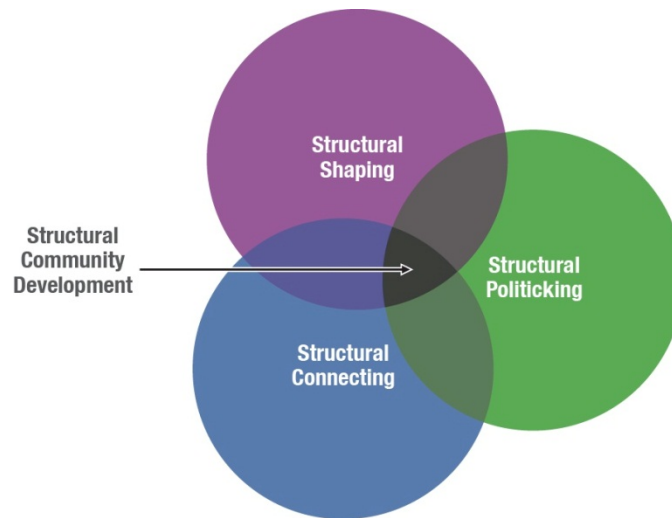 Structural
Shaping
Structural
Community
Development
Structural
Politicking
Structural
Connecting